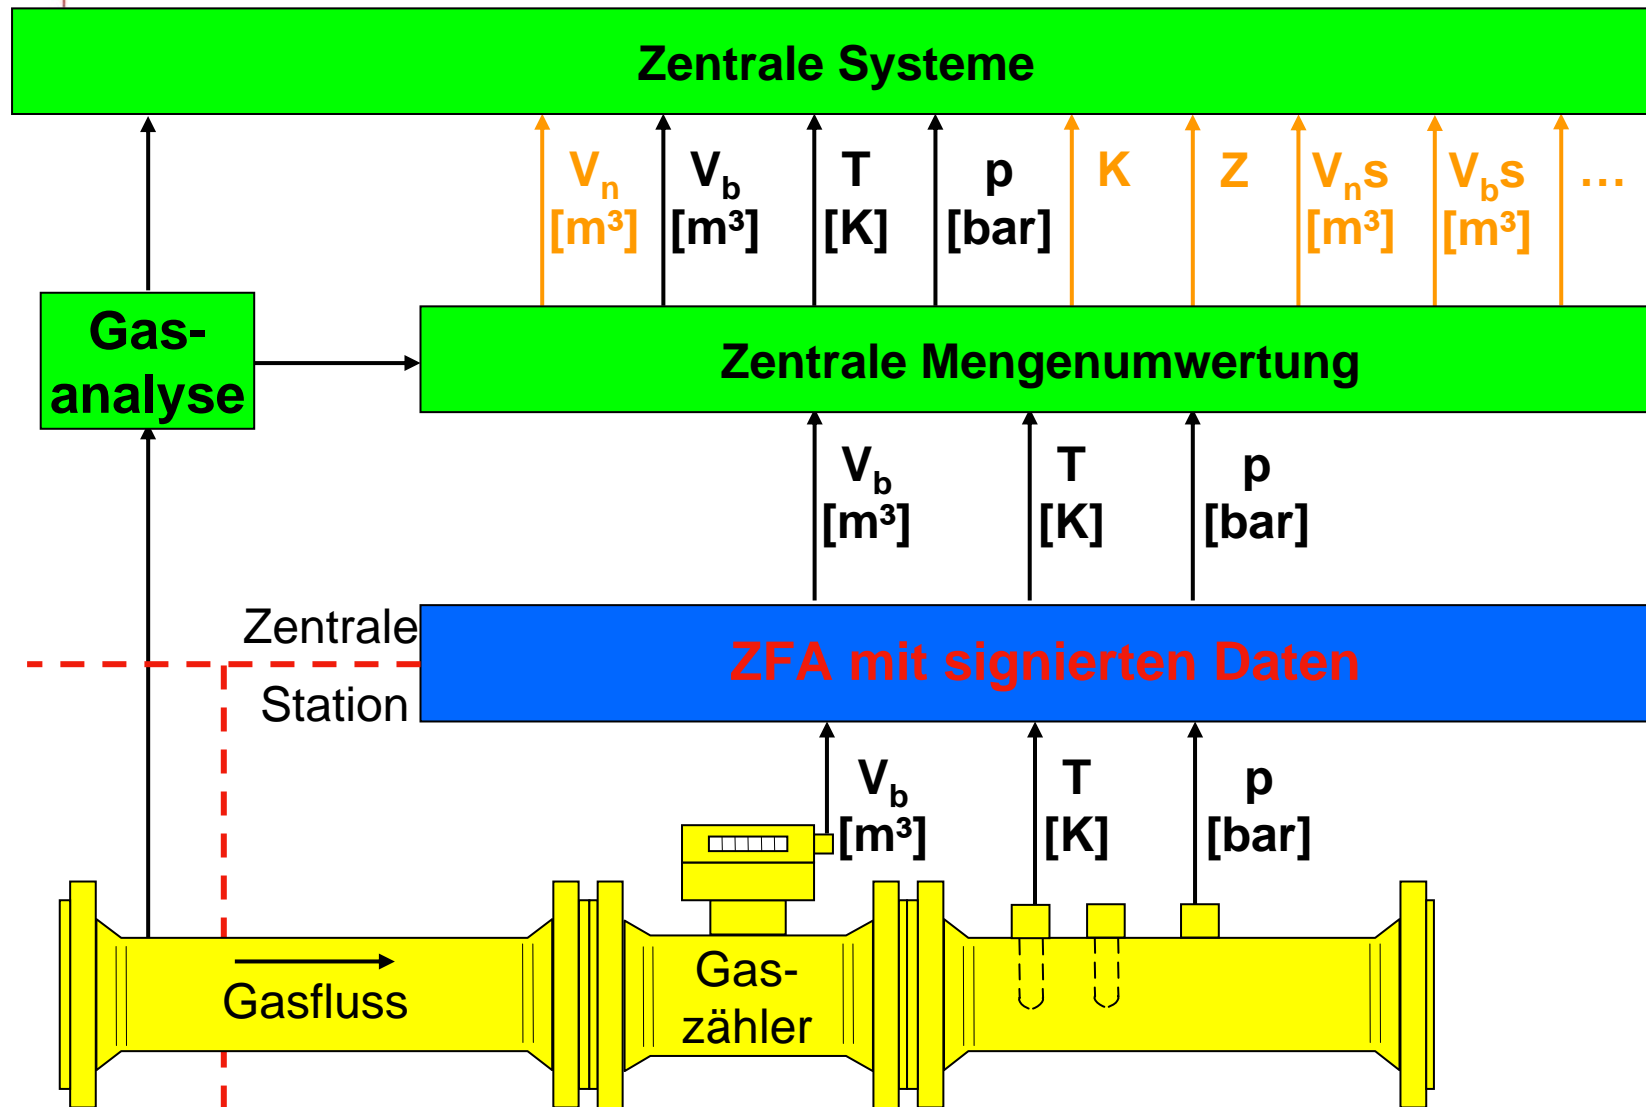 Zentrale Systeme
Vn Vb T p K Z Vns Vbs ...
[m³] [m³] [K] [bar] [m³] [m³]
Gas-
analyse
Zentrale Mengenumwertung
Vb T p
[m³] [K] [bar]
Zentrale
ZFA mit signierten Daten
Station
Vb T p
[m³] [K] [bar]
Gasfluss
Gas-
zähler